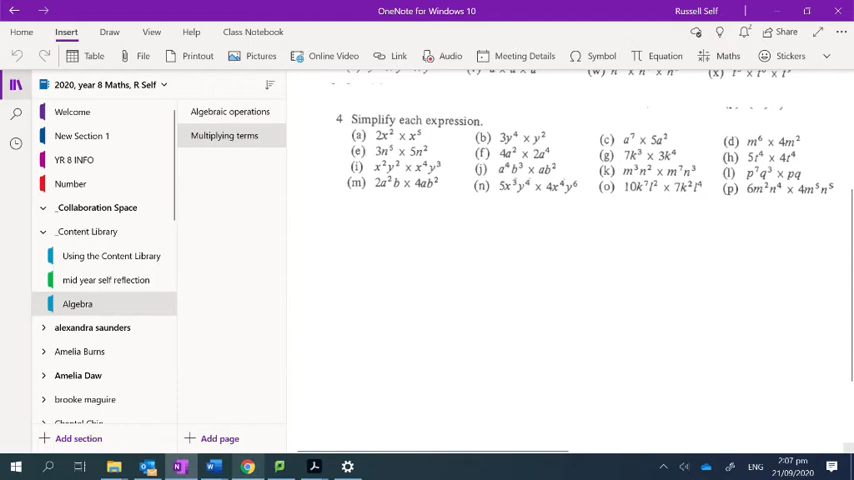 OneNote for Windows 10
Russell Self
Home Insert Draw View Help Class Notebook
Share
Table File Printout Pictures Online Video Link Audio Meeting Details Symbol Equation Maths Stickers
2020, year 8 Maths, R Self
Welcome
New Section 1
YR 8 INFO
Number
_Collaboration Space
_Content Library
Using the Content Library
mid year self reflection
Algebra
alexandra saunders
Amelia Burns
Amelia Daw
brooke maguire
Add section
Algebraic operations
Multiplying terms
Add page
4 Simplify each expression.
(a) 2x² × x⁵ (b) 3y⁴ × y² (c) a⁷ × 5a² (d) m⁶ × 4m²
(e) 3n⁵ × 5n² (f) 4a² × 2a⁴ (g) 7k³ × 3k⁴ (h) 5t⁴ × 4t⁴
(i) x²y² × x⁴y³ (j) a⁴b³ × ab² (k) m³n² × m⁷n³ (l) p⁷q³ × pq
(m) 2a²b × 4ab² (n) 5x³y⁴ × 4x⁴y⁶ (o) 10k⁷l² × 7k²l⁴ (p) 6m²n⁴ × 4m⁵n⁵
ENG
2:07 pm
21/09/2020